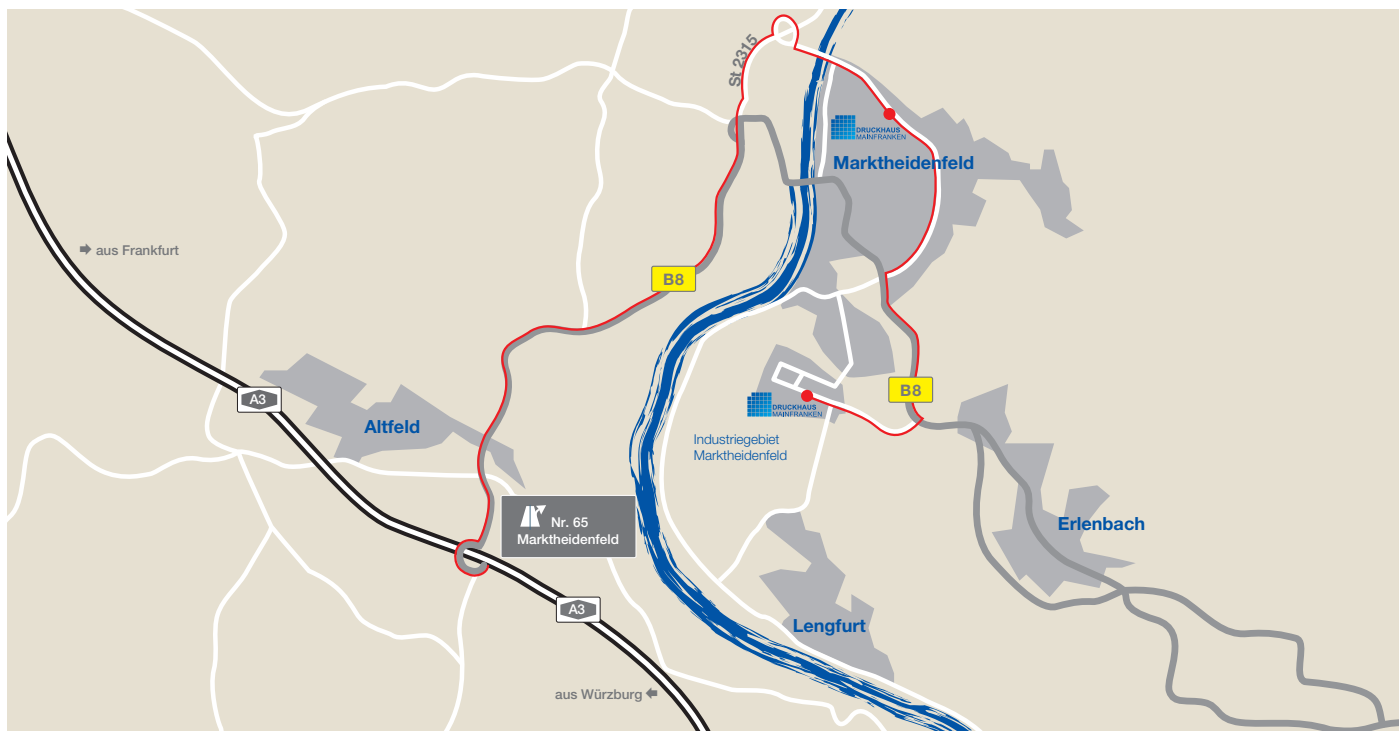 St 2315
DRUCKHAUS
MAINFRANKEN
Marktheidenfeld
aus Frankfurt
B8
A3
Altfeld
B8
DRUCKHAUS
MAINFRANKEN
Industriegebiet
Marktheidenfeld
Nr. 65
Marktheidenfeld
Erlenbach
A3
Lengfurt
aus Würzburg